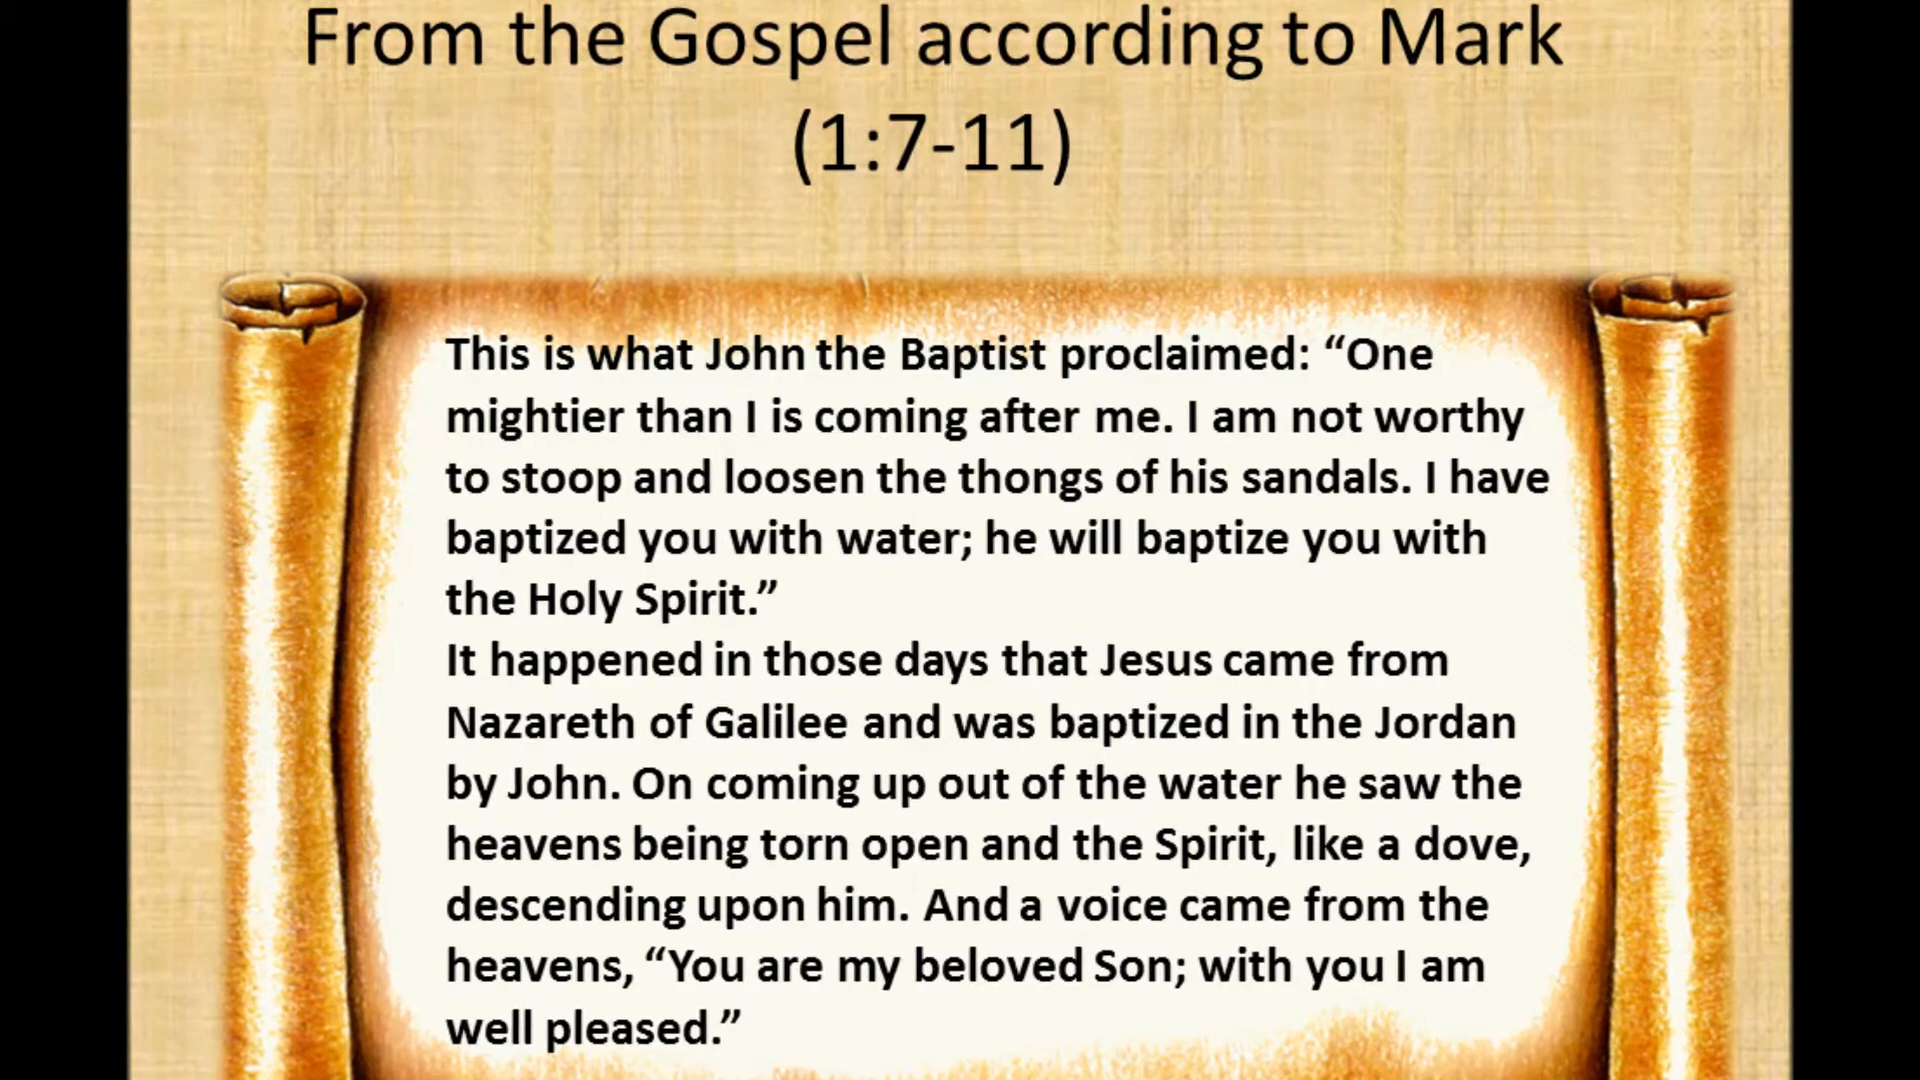 From the Gospel according to Mark
(1:7-11)
This is what John the Baptist proclaimed: “One
mightier than I is coming after me. I am not worthy
to stoop and loosen the thongs of his sandals. I have
baptized you with water; he will baptize you with
the Holy Spirit.”
It happened in those days that Jesus came from
Nazareth of Galilee and was baptized in the Jordan
by John. On coming up out of the water he saw the
heavens being torn open and the Spirit, like a dove,
descending upon him. And a voice came from the
heavens, “You are my beloved Son; with you I am
well pleased.”